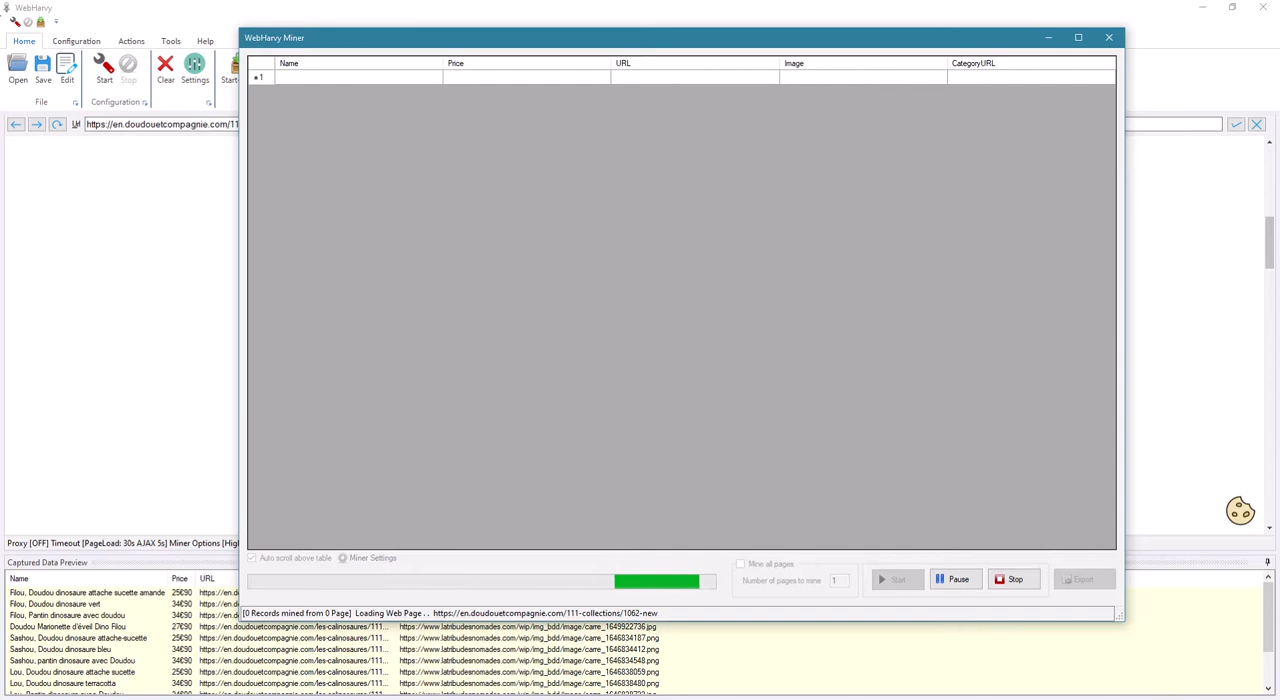 WebHarvy
Home Configuration Actions Tools Help
Open Save Edit Start Stop Clear Settings Start
File Configuration
Url https://en.doudouetcompagnie.com/11
WebHarvy Miner
Name Price URL Image CategoryURL
*1
Auto scroll above table Miner Settings
Mine all pages
Number of pages to mine 1
Start Pause Stop Export
[0 Records mined from 0 Page] Loading Web Page . . https://en.doudouetcompagnie.com/111-collections/1062-new
Proxy [OFF] Timeout [PageLoad: 30s AJAX 5s] Miner Options [Hig
Captured Data Preview
Name Price URL
Filou, Doudou dinosaure attache sucette amande 25€90 https://en.do
Filou, Doudou dinosaure vert 34€90 https://en.do
Filou, Pantin dinosaure avec doudou 34€90 https://en.do
Doudou Marionette d'éveil Dino Filou 27€90 https://en.doudouetcompagnie.com/les-calinosaures/111... https://www.latribudesnomades.com/wip/img_bdd/image/carre_1649922736.jpg
Sashou, Doudou dinosaure attache-sucette 25€90 https://en.doudouetcompagnie.com/les-calinosaures/111... https://www.latribudesnomades.com/wip/img_bdd/image/carre_1646834187.png
Sashou, Doudou dinosaure bleu 34€90 https://en.doudouetcompagnie.com/les-calinosaures/111... https://www.latribudesnomades.com/wip/img_bdd/image/carre_1646834412.png
Sashou, pantin dinosaure avec Doudou 34€90 https://en.doudouetcompagnie.com/les-calinosaures/111... https://www.latribudesnomades.com/wip/img_bdd/image/carre_1646834548.png
Lou, Doudou dinosaure attache sucette 25€90 https://en.doudouetcompagnie.com/les-calinosaures/111... https://www.latribudesnomades.com/wip/img_bdd/image/carre_1646838059.png
Lou, Doudou dinosaure terracotta 34€90 https://en.doudouetcompagnie.com/les-calinosaures/111... https://www.latribudesnomades.com/wip/img_bdd/image/carre_1646838480.png